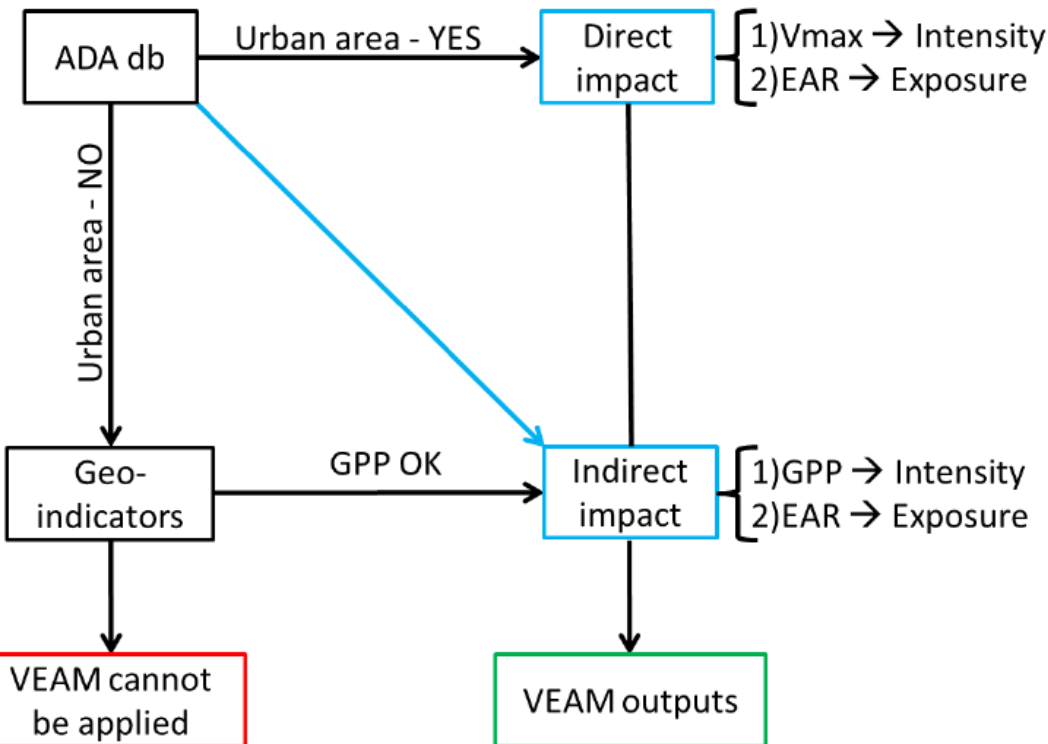 ADA db
Urban area - YES
Direct
impact
1)Vmax → Intensity
2)EAR → Exposure
Urban area - NO
Geo-
indicators
GPP OK
Indirect
impact
1)GPP → Intensity
2)EAR → Exposure
VEAM cannot
be applied
VEAM outputs